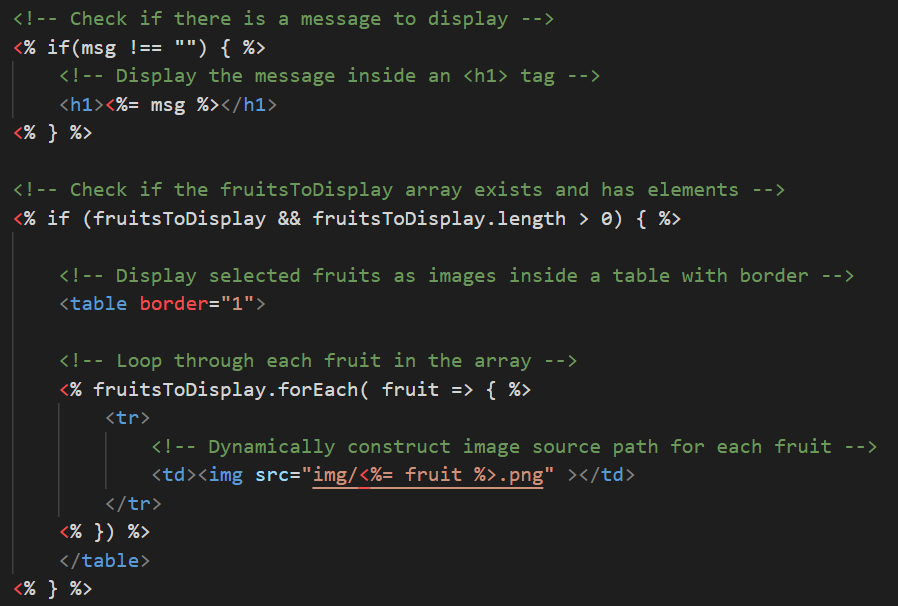 <!-- Check if there is a message to display -->
<% if(msg !== "") { %>
    <!-- Display the message inside an <h1> tag -->
    <h1><%= msg %></h1>
<% } %>

<!-- Check if the fruitsToDisplay array exists and has elements -->
<% if (fruitsToDisplay && fruitsToDisplay.length > 0) { %>

    <!-- Display selected fruits as images inside a table with border -->
    <table border="1">

    <!-- Loop through each fruit in the array -->
    <% fruitsToDisplay.forEach( fruit => { %>
        <tr>
            <!-- Dynamically construct image source path for each fruit -->
            <td><img src="img/<%= fruit %>.png" ></td>
        </tr>
    <% }) %>
    </table>
<% } %>